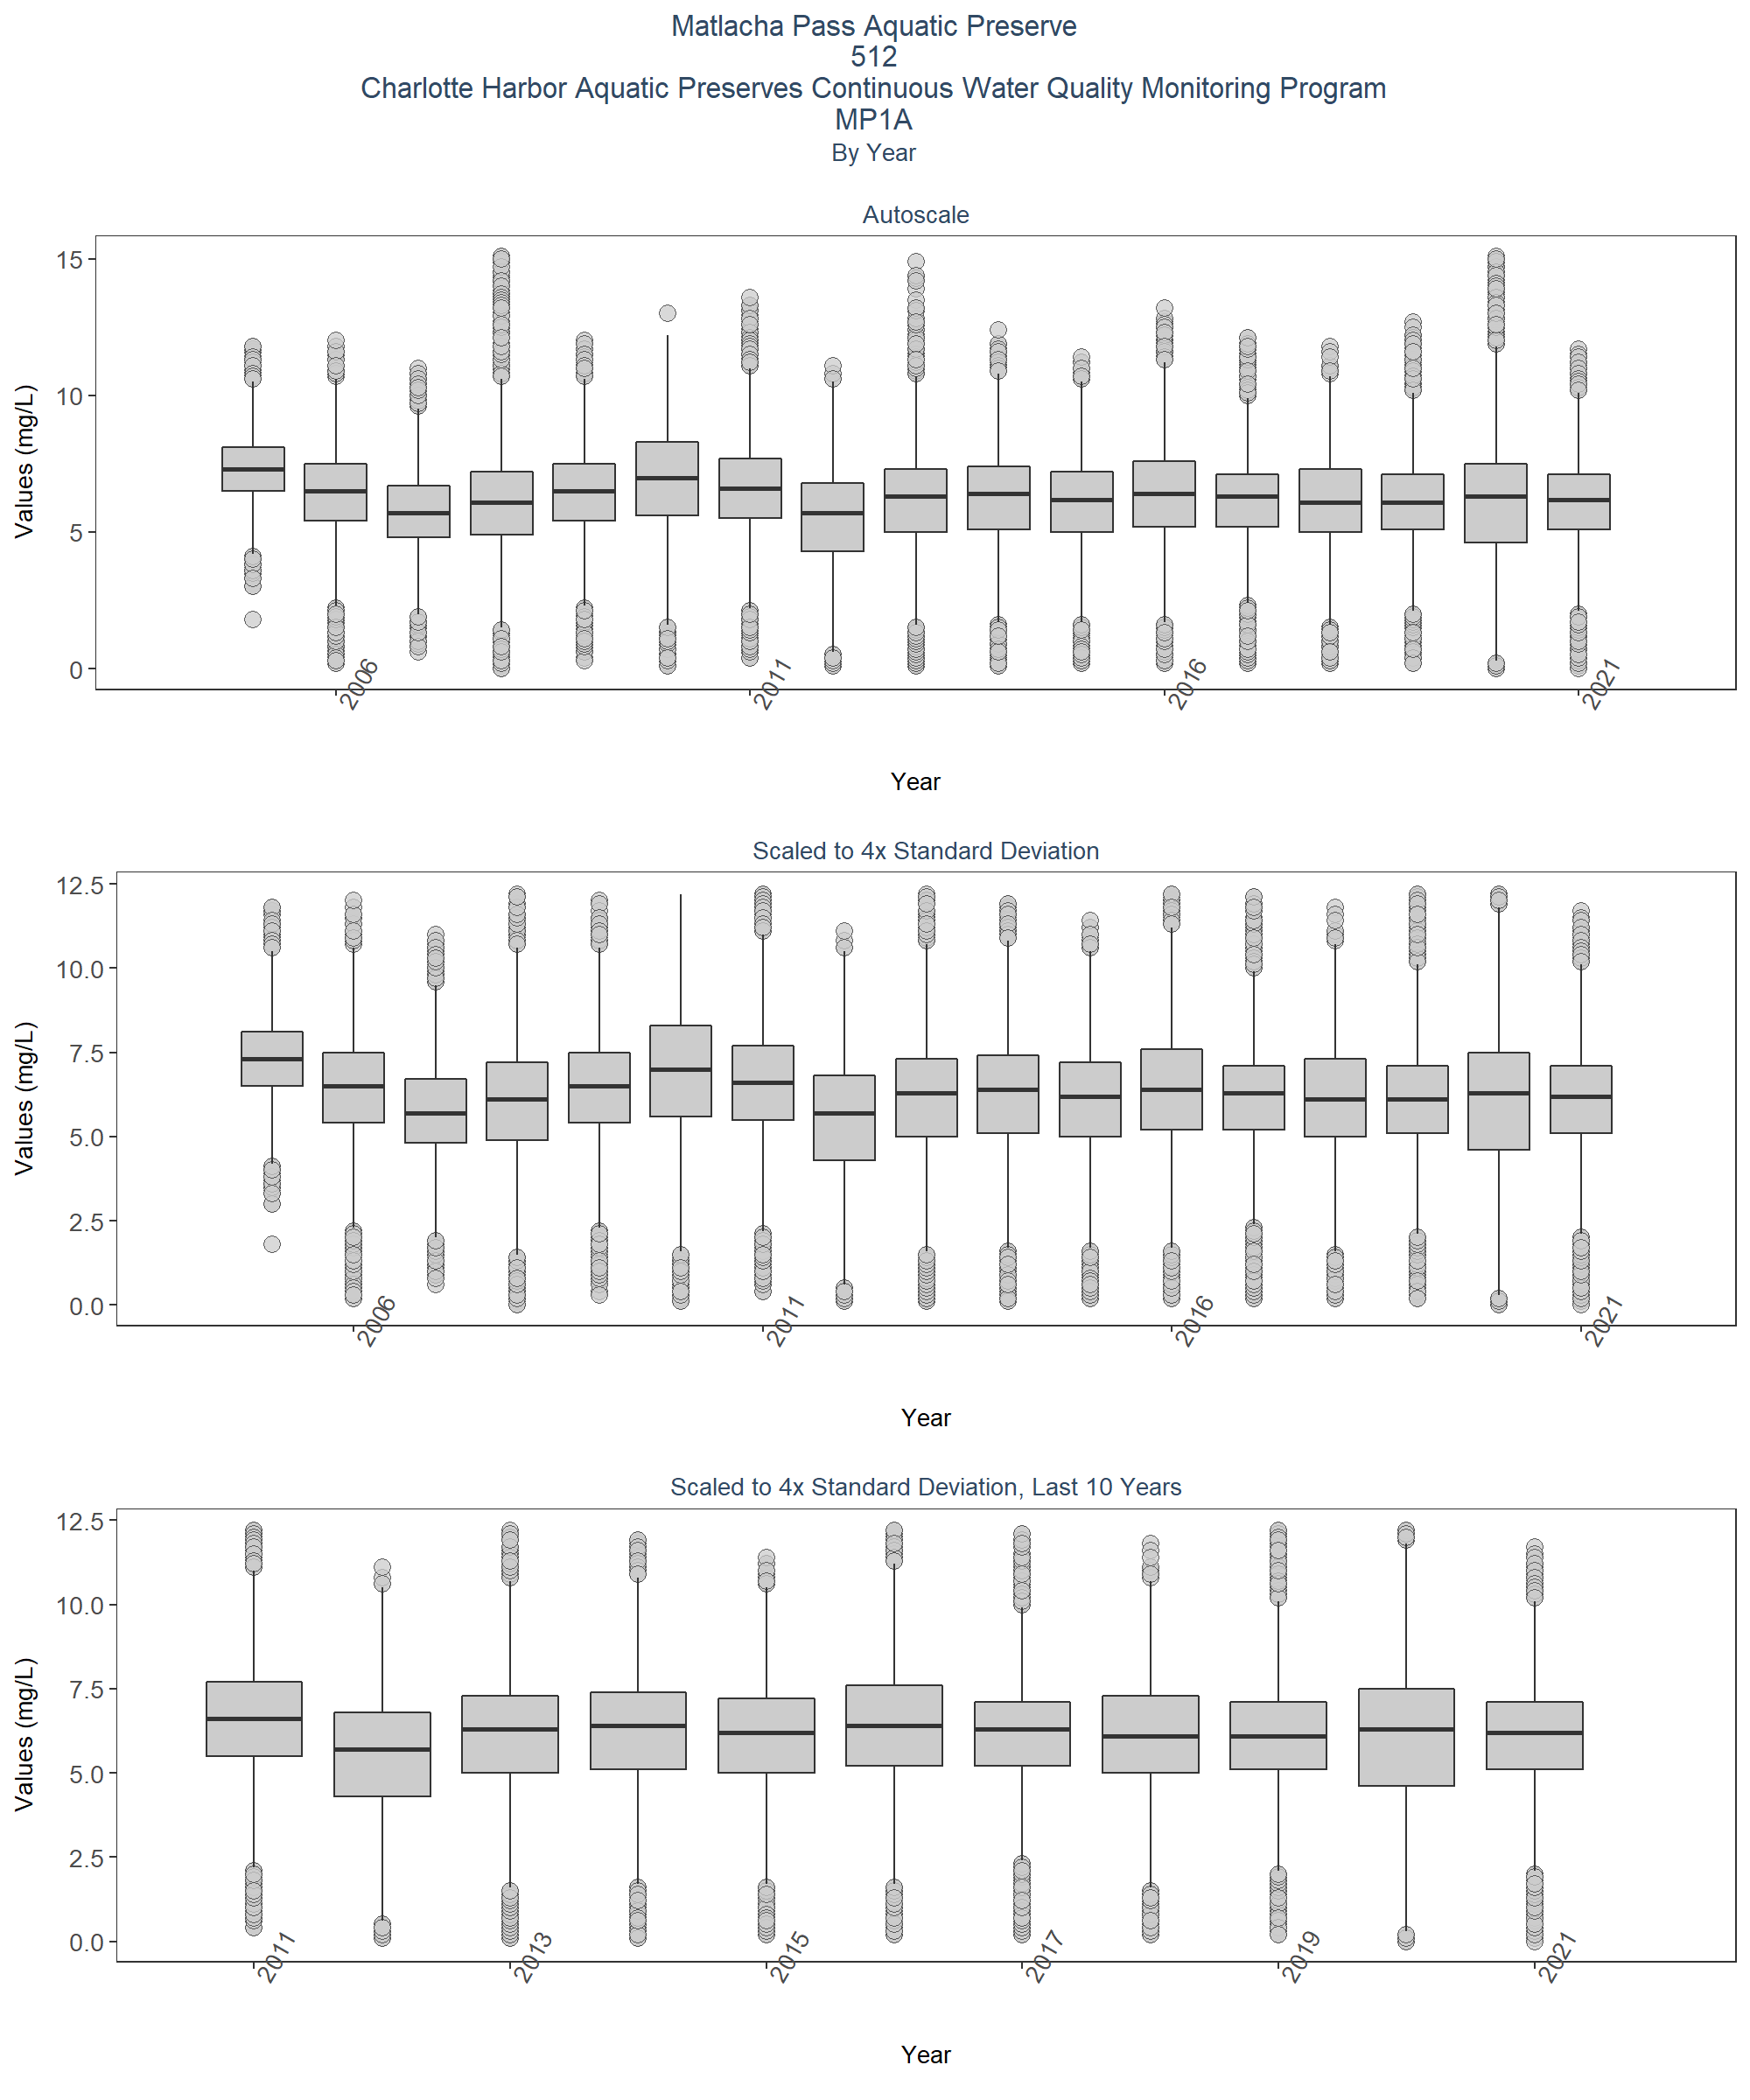 Matlacha Pass Aquatic Preserve
512
Charlotte Harbor Aquatic Preserves Continuous Water Quality Monitoring Program
MP1A
By Year
Autoscale
Values (mg/L)
15
10
5
0
2006
2011
2016
2021
Year
Scaled to 4x Standard Deviation
Values (mg/L)
12.5
10.0
7.5
5.0
2.5
0.0
2006
2011
2016
2021
Year
Scaled to 4x Standard Deviation, Last 10 Years
Values (mg/L)
12.5
10.0
7.5
5.0
2.5
0.0
2011
2013
2015
2017
2019
2021
Year